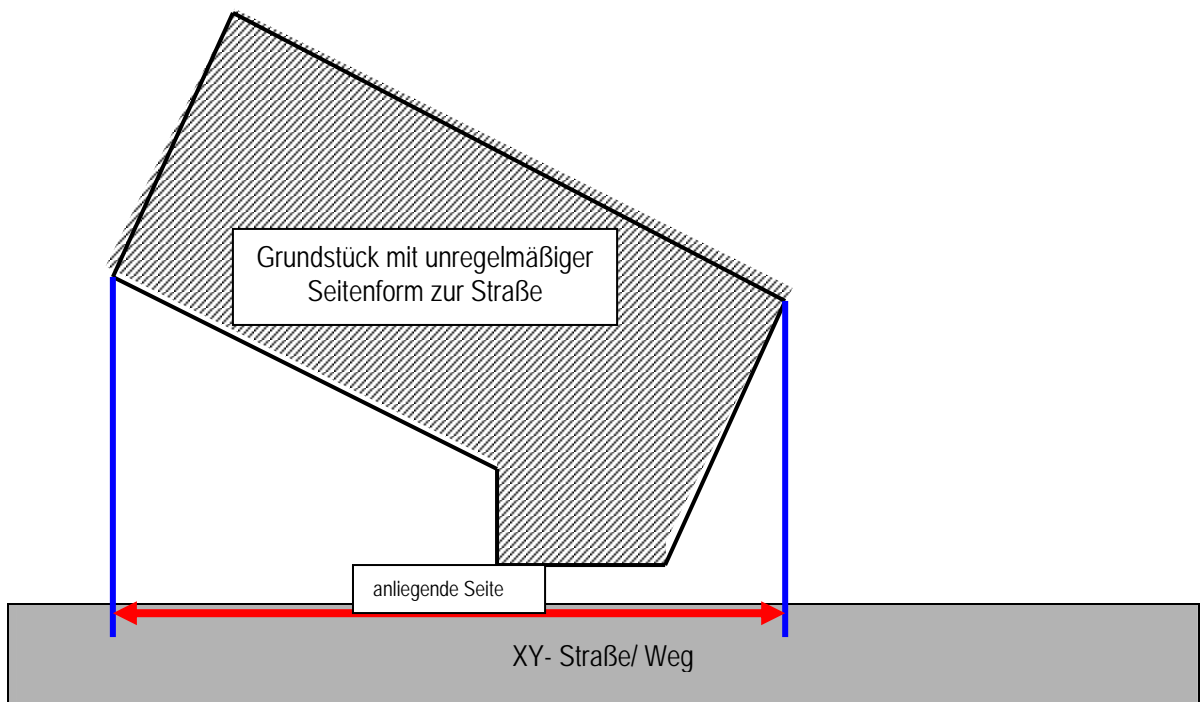 Grundstück mit unregelmäßiger
Seitenform zur Straße
anliegende Seite
XY- Straße/ Weg